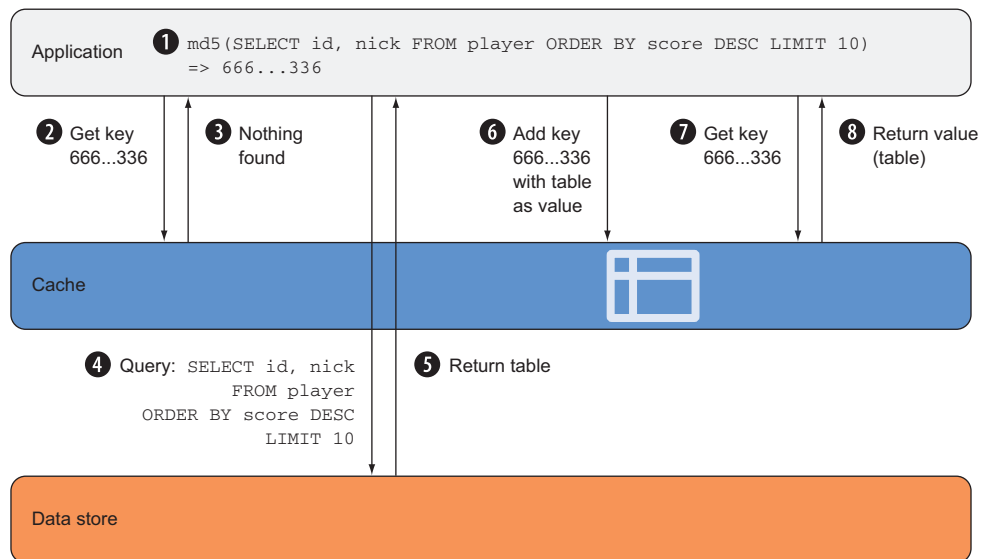 Application
1 md5(SELECT id, nick FROM player ORDER BY score DESC LIMIT 10)
=> 666...336
2 Get key
666...336
3 Nothing
found
6 Add key
666...336
with table
as value
7 Get key
666...336
8 Return value
(table)
Cache
4 Query: SELECT id, nick
FROM player
ORDER BY score DESC
LIMIT 10
5 Return table
Data store